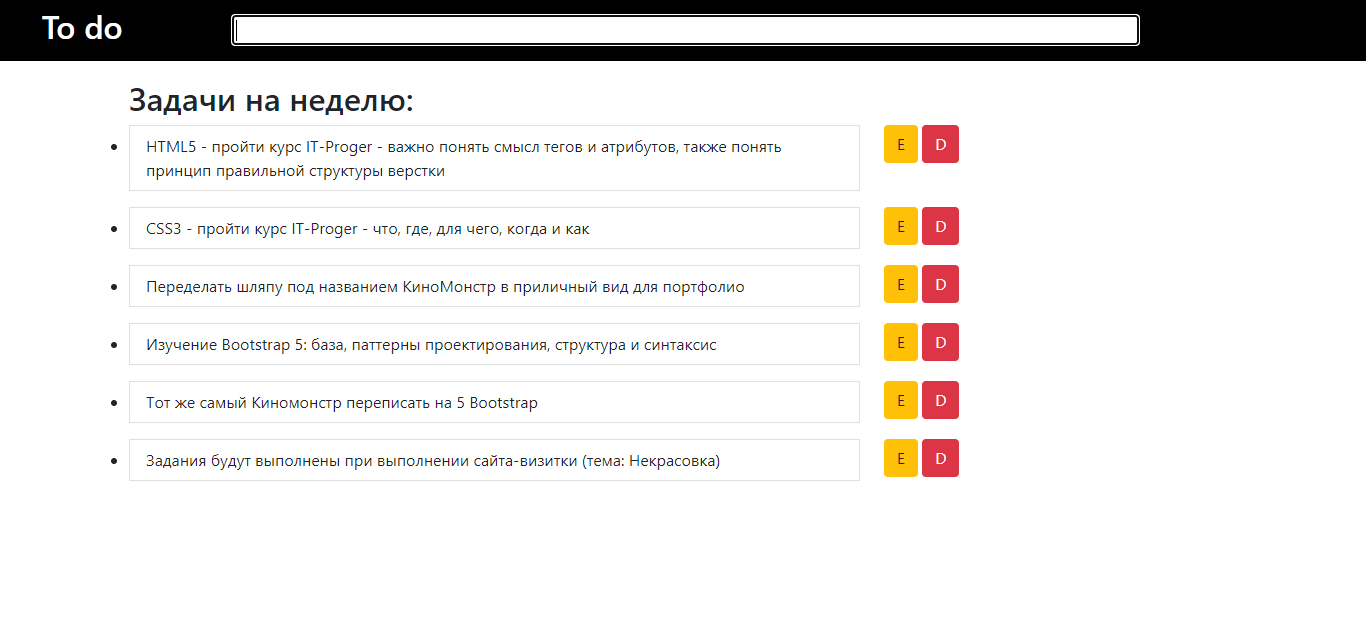 To do
Задачи на неделю:
HTML5 - пройти курс IT-Proger - важно понять смысл тегов и атрибутов, также понять
принцип правильной структуры верстки
E D
CSS3 - пройти курс IT-Proger - что, где, для чего, когда и как
E D
Переделать шляпу под названием КиноМонстр в приличный вид для портфолио
E D
Изучение Bootstrap 5: база, паттерны проектирования, структура и синтаксис
E D
Тот же самый Киномонстр переписать на 5 Bootstrap
E D
Задания будут выполнены при выполнении сайта-визитки (тема: Некрасовка)
E D